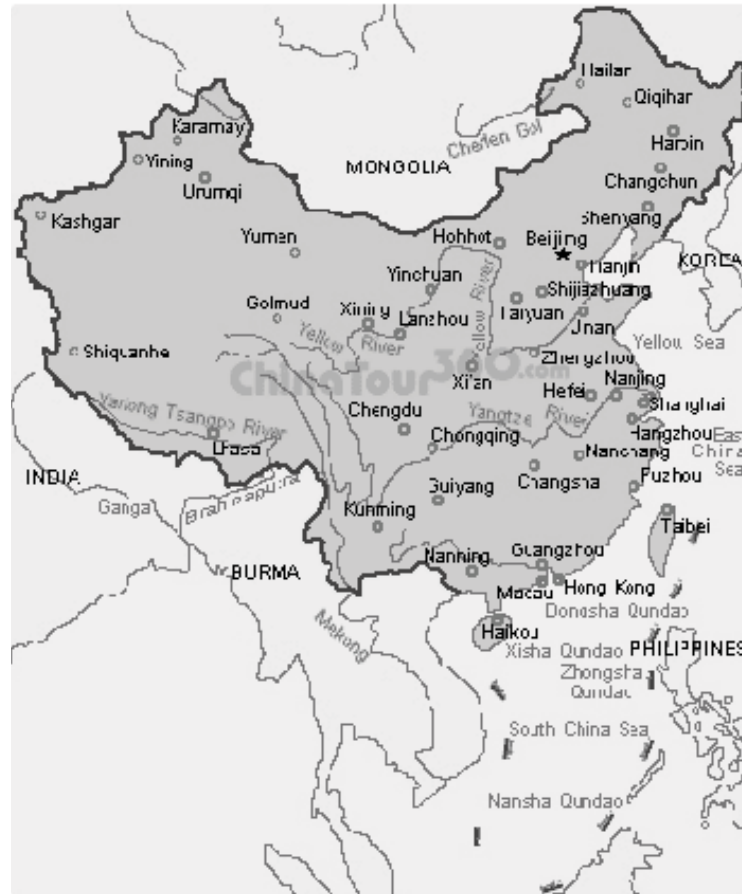 Hailar
Qiqihar
Karamay
Harbin
Cherlen Gol
Yining
MONGOLIA
Urumqi
Changchun
Kashgar
Shenyang
Hohhot
Beijing
Yumen
KOREA
Tianjin
Yinchuan
Shijiazhuang
Golmud
Xining
Taiyuan
Lanzhou
Yellow River
Jinan
Yellow River
Yellow Sea
Shiquanhe
Zhengzhou
ChinaTour360.com
Xi'an
Hefei
Nanjing
Shanghai
Yarlong Tsangpo River
Chengdu
Yangtze River
Hangzhou
East China Sea
Lhasa
Chongqing
Nanchang
INDIA
Changsha
Fuzhou
Brahmaputra
Guiyang
Ganga
Kunming
Taibei
Guangzhou
Nanning
BURMA
Macau
Hong Kong
Dongsha Qundao
Mekong
Haikou
Xisha Qundao
PHILIPPINES
Zhongsha
Qundao
South China Sea
Nansha Qundao